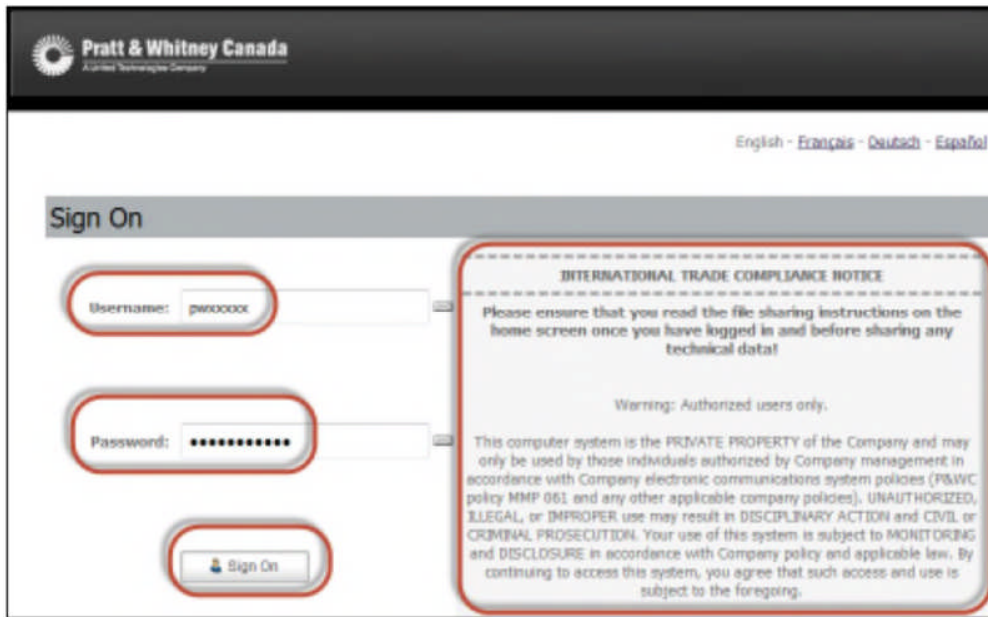 Pratt & Whitney Canada
A United Technologies Company
English - Français - Deutsch - Español
Sign On
Username: pwxxxxx
Password: •••••••••••
Sign On
INTERNATIONAL TRADE COMPLIANCE NOTICE
Please ensure that you read the file sharing instructions on the
home screen once you have logged in and before sharing any
technical data!
Warning: Authorized users only.
This computer system is the PRIVATE PROPERTY of the Company and may
only be used by those individuals authorized by Company management in
accordance with Company electronic communications system policies (P&WC
policy MMP 061 and any other applicable company policies). UNAUTHORIZED,
ILLEGAL, or IMPROPER use may result in DISCIPLINARY ACTION and CIVIL or
CRIMINAL PROSECUTION. Your use of this system is subject to MONITORING
and DISCLOSURE in accordance with Company policy and applicable law. By
continuing to access this system, you agree that such access and use is
subject to the foregoing.